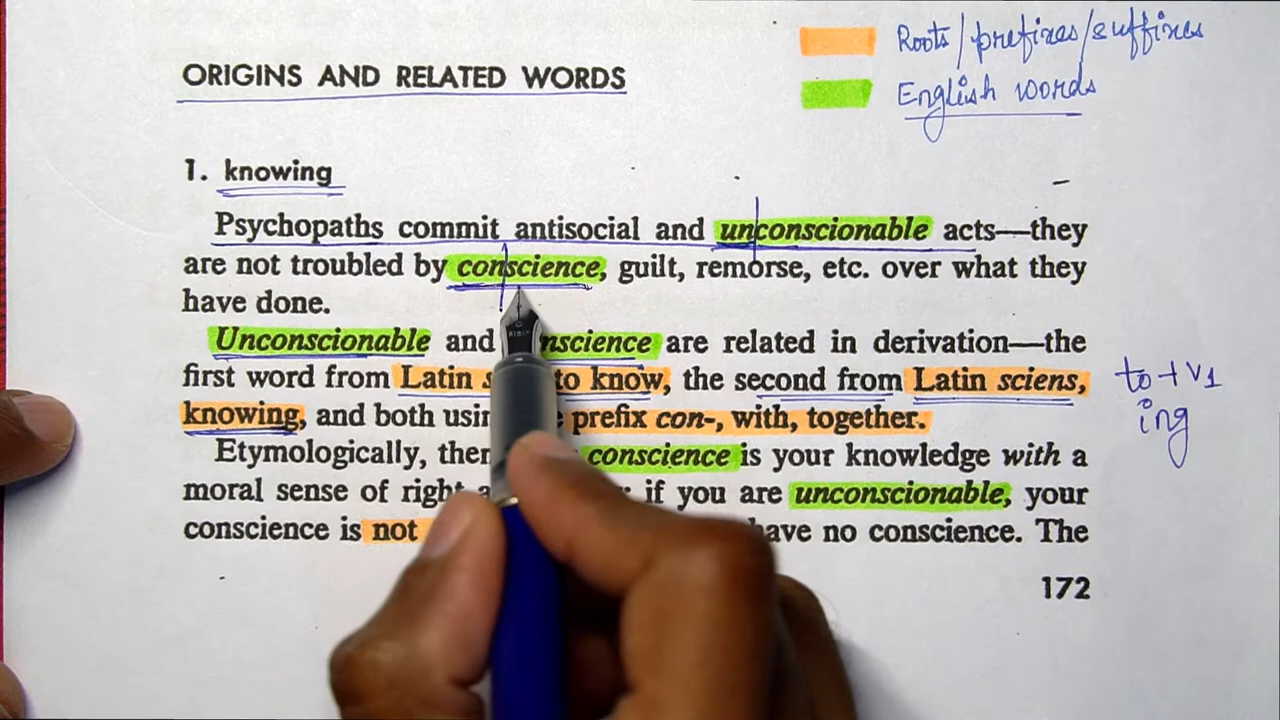 Roots/prefixes/suffixes
ORIGINS AND RELATED WORDS
English words
1. knowing
Psychopaths commit antisocial and unconscionable acts—they
are not troubled by conscience, guilt, remorse, etc. over what they
have done.
Unconscionable and nscience are related in derivation—the
first word from Latin s to know, the second from Latin sciens,
to + V1
knowing, and both usin prefix con-, with, together.
ing
Etymologically, then conscience is your knowledge with a
moral sense of right a if you are unconscionable, your
conscience is not have no conscience. The
172